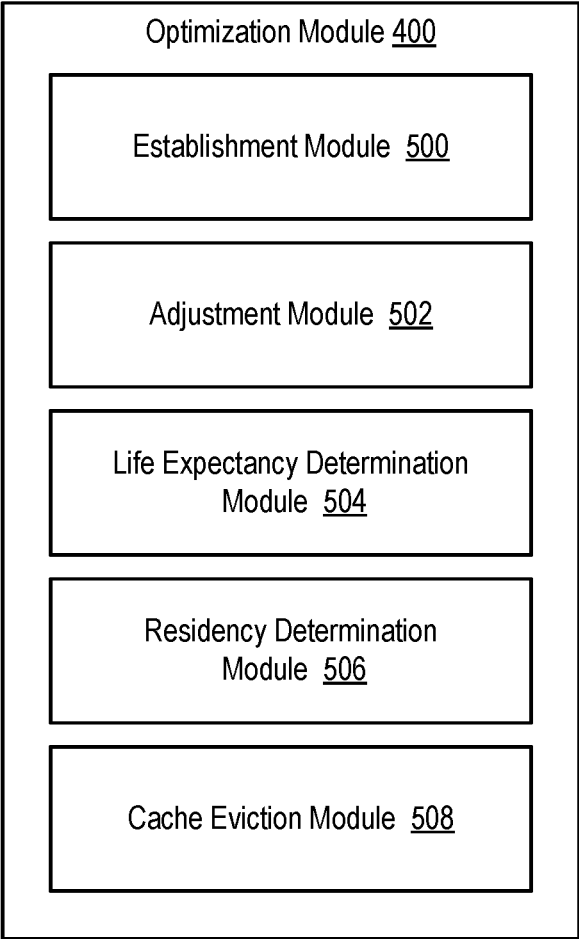 Optimization Module 400
Establishment Module 500
Adjustment Module 502
Life Expectancy Determination
Module 504
Residency Determination
Module 506
Cache Eviction Module 508